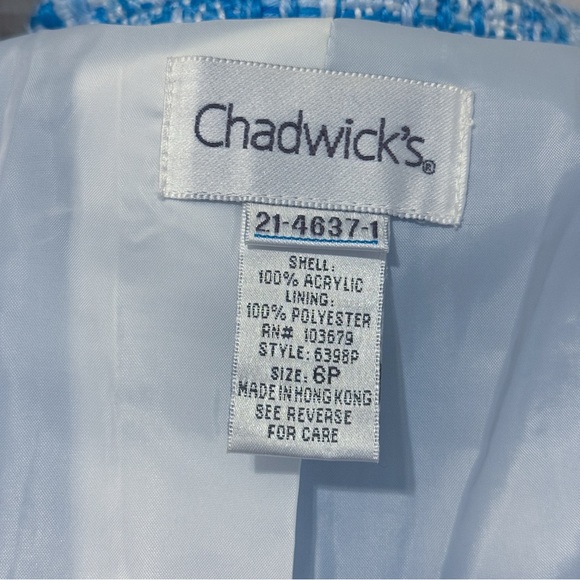 Chadwick's®
21-4637-1
SHELL:
100% ACRYLIC
LINING:
100% POLYESTER
RN# 103679
STYLE: 6398P
SIZE: 6P
MADE IN HONG KONG
SEE REVERSE
FOR CARE